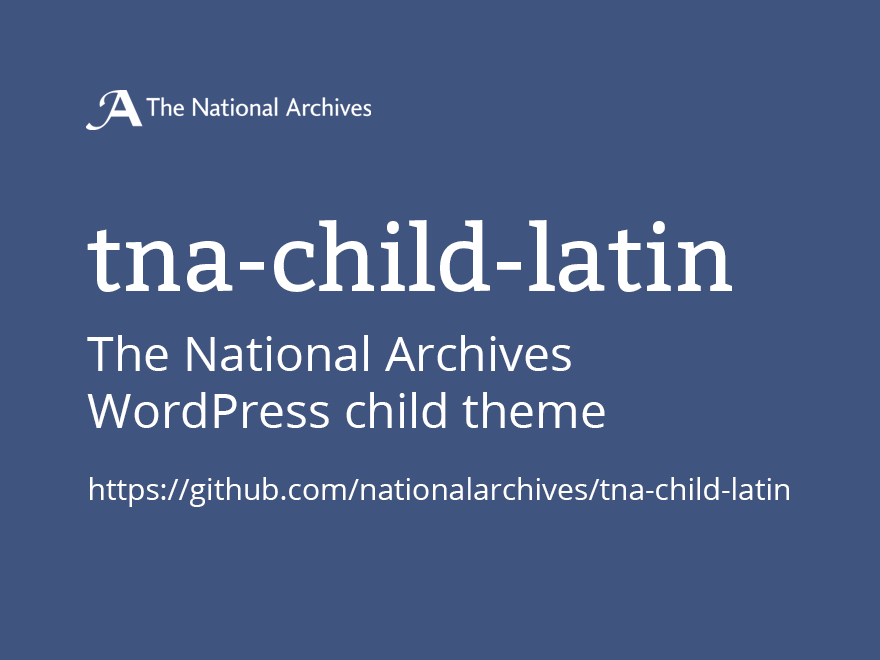 The National Archives
tna-child-latin
The National Archives
WordPress child theme
https://github.com/nationalarchives/tna-child-latin